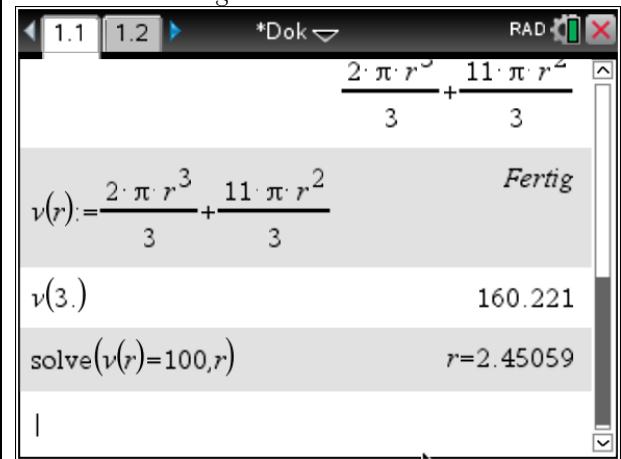 1.1 1.2 *Dok RAD
2·π·r³/3 + 11·π·r²/3
v(r):=2·π·r³/3 + 11·π·r²/3 Fertig
v(3.) 160.221
solve(v(r)=100,r) r=2.45059